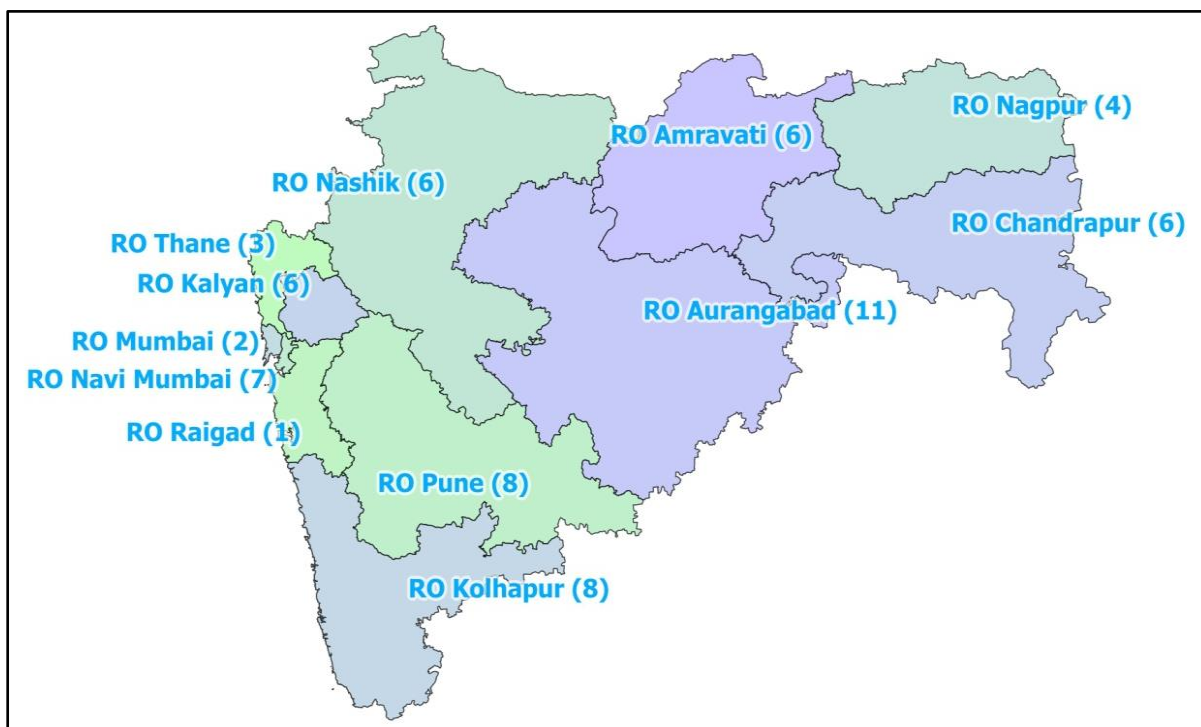 RO Nagpur (4)
RO Amravati (6)
RO Nashik (6)
RO Chandrapur (6)
RO Thane (3)
RO Kalyan (6)
RO Aurangabad (11)
RO Mumbai (2)
RO Navi Mumbai (7)
RO Raigad (1)
RO Pune (8)
RO Kolhapur (8)